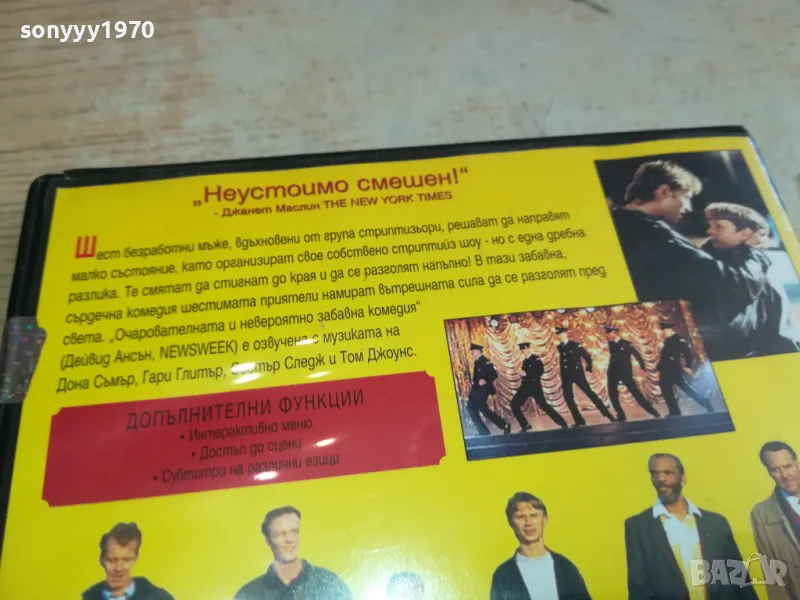 sonyyy1970
„Неустоимо смешен!“
- Джанет Маслин THE NEW YORK TIMES
Шест безработни мъже, вдъхновени от група стриптизьори, решават да направят
малко състояние, като организират свое собствено стриптийз шоу - но с една дребна
разлика. Те смятат да стигнат до края и да се разголят напълно! В тази забавна,
сърдечна комедия шестимата приятели намират вътрешната сила да се разголят пред
света. „Очарователната и невероятно забавна комедия“
(Дейвид Ансън, NEWSWEEK) е озвучена с музиката на
Дона Съмър, Гари Глитър, Систър Следж и Том Джоунс.
ДОПЪЛНИТЕЛНИ ФУНКЦИИ
• Интерактивно меню
• Достъп до сцени
• Субтитри на различни езици
BAZAR